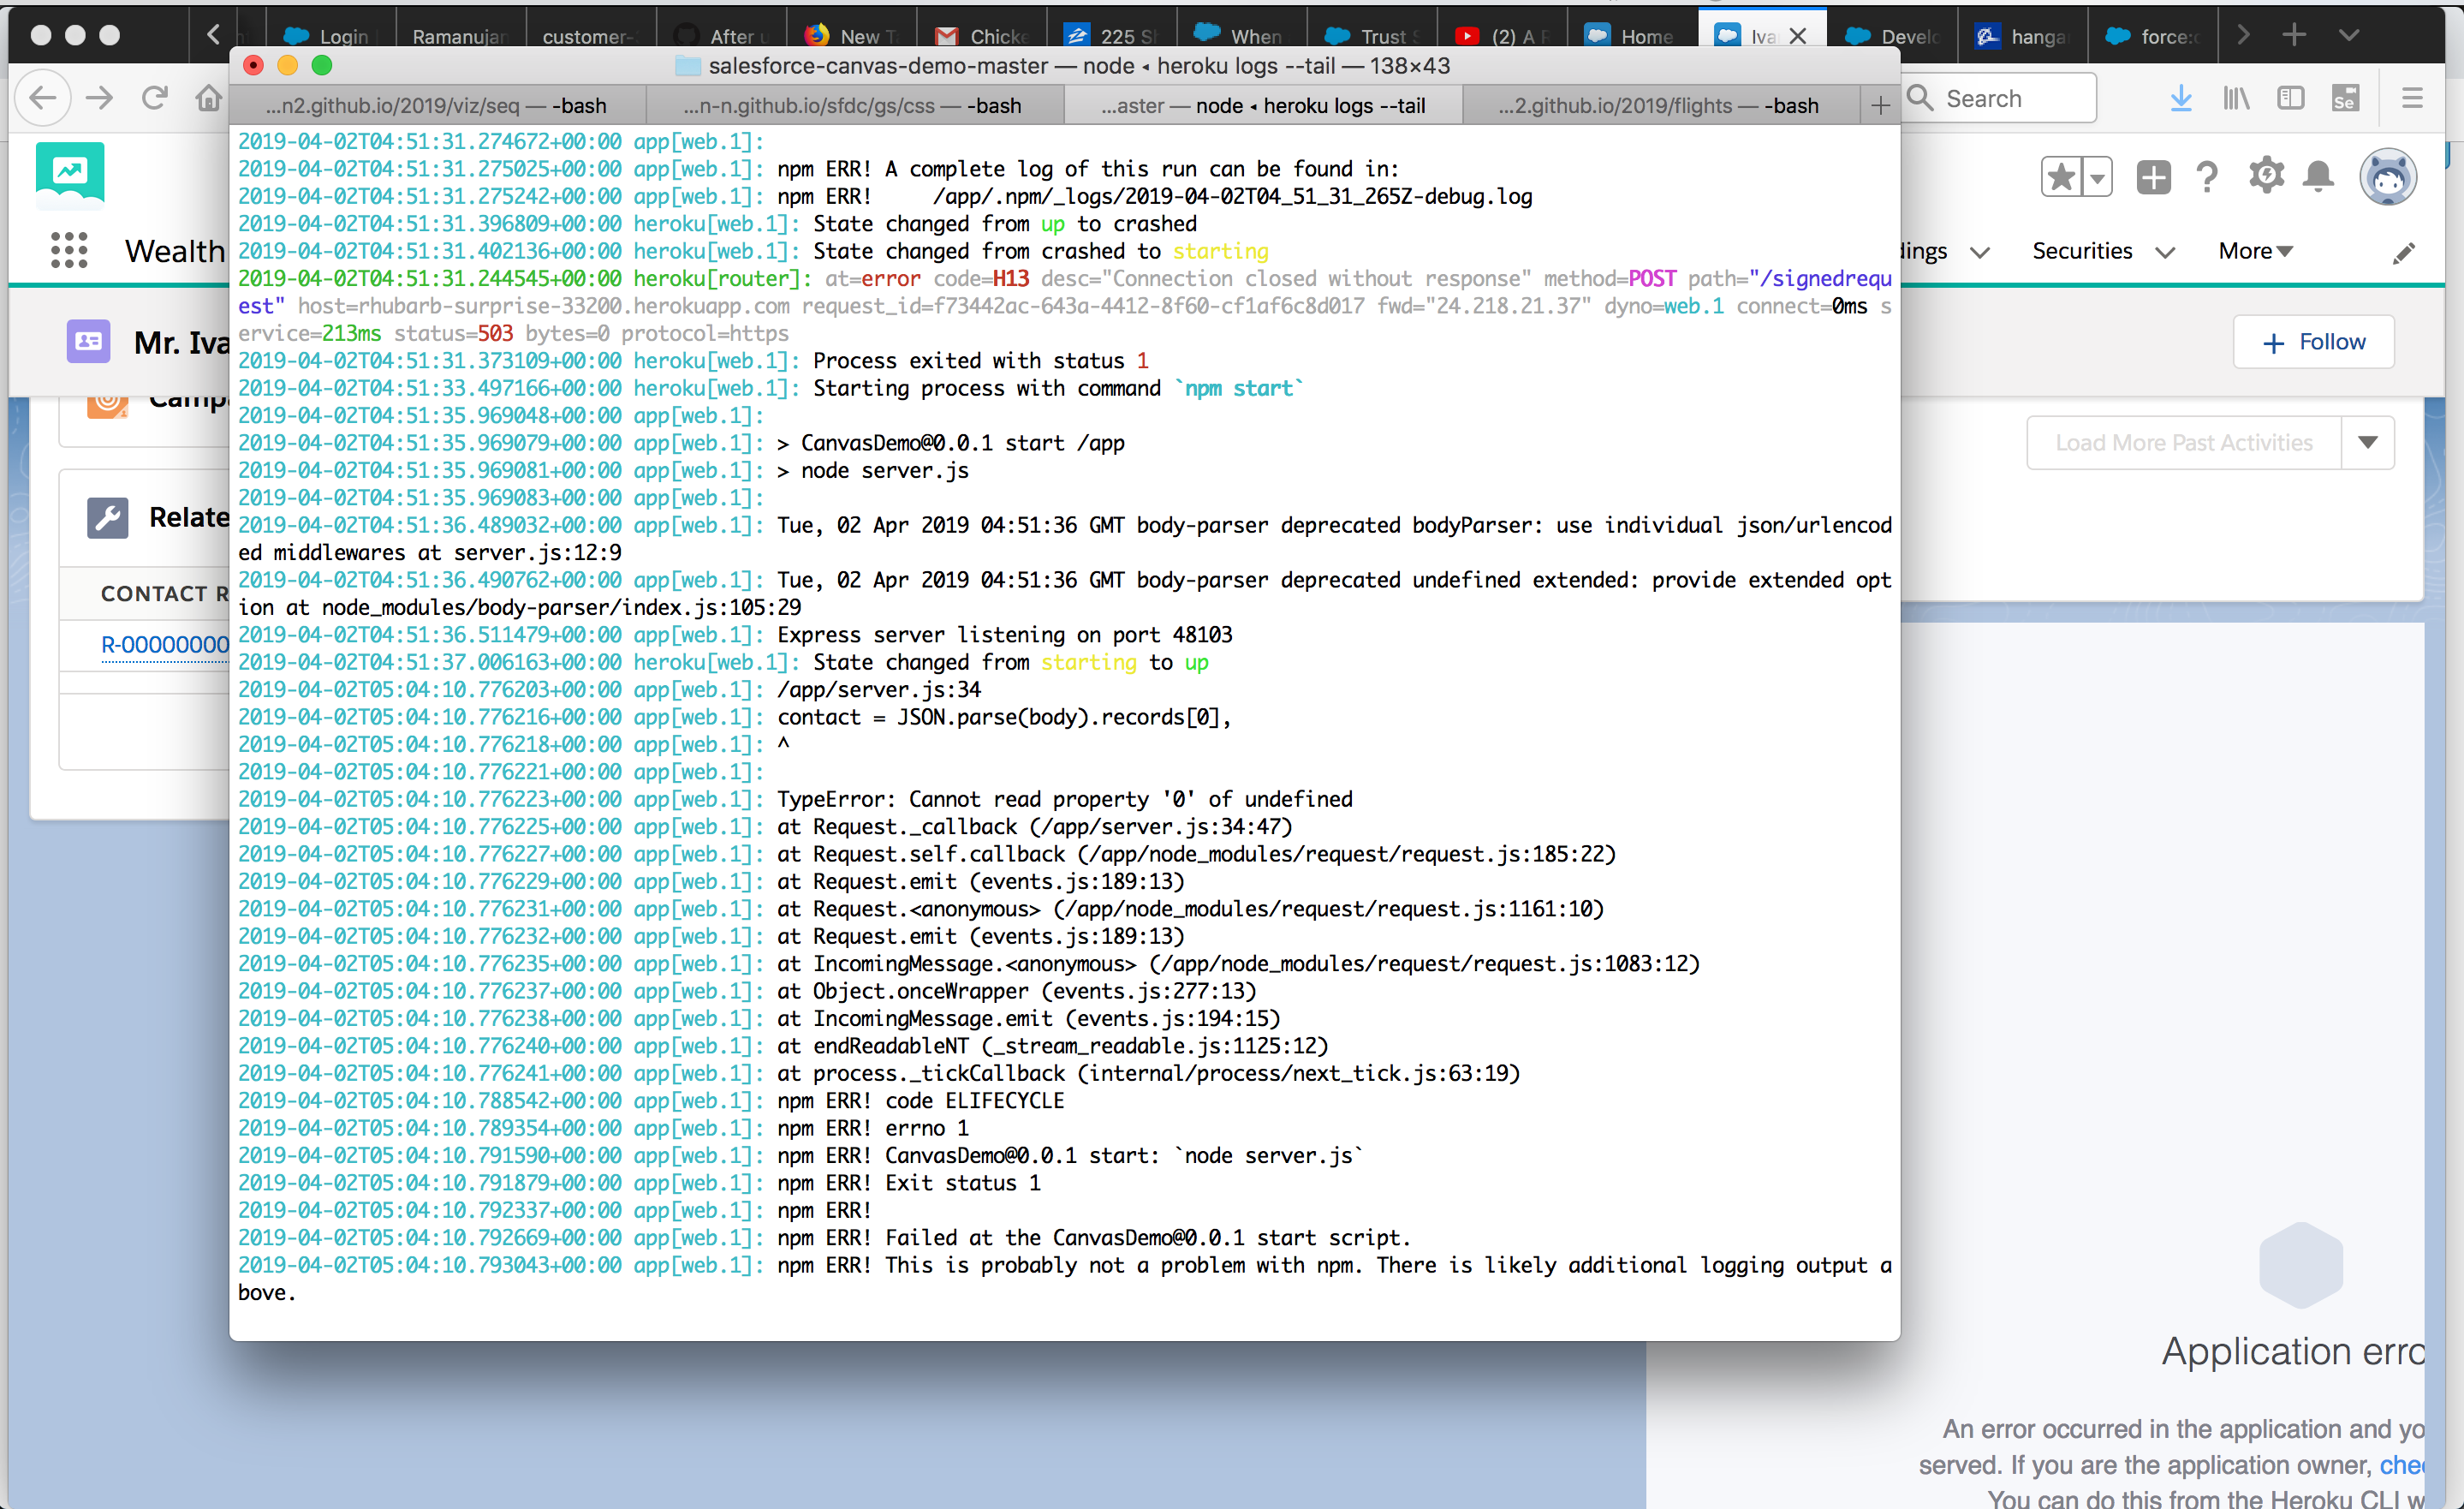 Login
Ramanujan
customer-
After u
New T
Chicke
225 S
When
Trust S
(2) A F
Home
Iva
Develo
hanga
force:c
salesforce-canvas-demo-master — node ◂ heroku logs --tail — 138×43
...n2.github.io/2019/viz/seq — -bash
...n-n.github.io/sfdc/gs/css — -bash
...aster — node ◂ heroku logs --tail
...2.github.io/2019/flights — -bash
Search
Se
2019-04-02T04:51:31.274672+00:00 app[web.1]:
2019-04-02T04:51:31.275025+00:00 app[web.1]: npm ERR! A complete log of this run can be found in:
2019-04-02T04:51:31.275242+00:00 app[web.1]: npm ERR!     /app/.npm/_logs/2019-04-02T04_51_31_265Z-debug.log
2019-04-02T04:51:31.396809+00:00 heroku[web.1]: State changed from up to crashed
2019-04-02T04:51:31.402136+00:00 heroku[web.1]: State changed from crashed to starting
2019-04-02T04:51:31.244545+00:00 heroku[router]: at=error code=H13 desc="Connection closed without response" method=POST path="/signedrequ
est" host=rhubarb-surprise-33200.herokuapp.com request_id=f73442ac-643a-4412-8f60-cf1af6c8d017 fwd="24.218.21.37" dyno=web.1 connect=0ms s
ervice=213ms status=503 bytes=0 protocol=https
2019-04-02T04:51:31.373109+00:00 heroku[web.1]: Process exited with status 1
2019-04-02T04:51:33.497166+00:00 heroku[web.1]: Starting process with command `npm start`
2019-04-02T04:51:35.969048+00:00 app[web.1]:
2019-04-02T04:51:35.969079+00:00 app[web.1]: > CanvasDemo@0.0.1 start /app
2019-04-02T04:51:35.969081+00:00 app[web.1]: > node server.js
2019-04-02T04:51:35.969083+00:00 app[web.1]:
2019-04-02T04:51:36.489032+00:00 app[web.1]: Tue, 02 Apr 2019 04:51:36 GMT body-parser deprecated bodyParser: use individual json/urlencod
ed middlewares at server.js:12:9
2019-04-02T04:51:36.490762+00:00 app[web.1]: Tue, 02 Apr 2019 04:51:36 GMT body-parser deprecated undefined extended: provide extended opt
ion at node_modules/body-parser/index.js:105:29
2019-04-02T04:51:36.511479+00:00 app[web.1]: Express server listening on port 48103
2019-04-02T04:51:37.006163+00:00 heroku[web.1]: State changed from starting to up
2019-04-02T05:04:10.776203+00:00 app[web.1]: /app/server.js:34
2019-04-02T05:04:10.776216+00:00 app[web.1]: contact = JSON.parse(body).records[0],
2019-04-02T05:04:10.776218+00:00 app[web.1]: ^
2019-04-02T05:04:10.776221+00:00 app[web.1]:
2019-04-02T05:04:10.776223+00:00 app[web.1]: TypeError: Cannot read property '0' of undefined
2019-04-02T05:04:10.776225+00:00 app[web.1]: at Request._callback (/app/server.js:34:47)
2019-04-02T05:04:10.776227+00:00 app[web.1]: at Request.self.callback (/app/node_modules/request/request.js:185:22)
2019-04-02T05:04:10.776229+00:00 app[web.1]: at Request.emit (events.js:189:13)
2019-04-02T05:04:10.776231+00:00 app[web.1]: at Request.<anonymous> (/app/node_modules/request/request.js:1161:10)
2019-04-02T05:04:10.776232+00:00 app[web.1]: at Request.emit (events.js:189:13)
2019-04-02T05:04:10.776235+00:00 app[web.1]: at IncomingMessage.<anonymous> (/app/node_modules/request/request.js:1083:12)
2019-04-02T05:04:10.776237+00:00 app[web.1]: at Object.onceWrapper (events.js:277:13)
2019-04-02T05:04:10.776238+00:00 app[web.1]: at IncomingMessage.emit (events.js:194:15)
2019-04-02T05:04:10.776240+00:00 app[web.1]: at endReadableNT (_stream_readable.js:1125:12)
2019-04-02T05:04:10.776241+00:00 app[web.1]: at process._tickCallback (internal/process/next_tick.js:63:19)
2019-04-02T05:04:10.788542+00:00 app[web.1]: npm ERR! code ELIFECYCLE
2019-04-02T05:04:10.789354+00:00 app[web.1]: npm ERR! errno 1
2019-04-02T05:04:10.791590+00:00 app[web.1]: npm ERR! CanvasDemo@0.0.1 start: `node server.js`
2019-04-02T05:04:10.791879+00:00 app[web.1]: npm ERR! Exit status 1
2019-04-02T05:04:10.792337+00:00 app[web.1]: npm ERR!
2019-04-02T05:04:10.792669+00:00 app[web.1]: npm ERR! Failed at the CanvasDemo@0.0.1 start script.
2019-04-02T05:04:10.793043+00:00 app[web.1]: npm ERR! This is probably not a problem with npm. There is likely additional logging output a
bove.
Wealth
dings
Securities
More
Mr. Iva
Follow
Campa
Load More Past Activities
Relate
CONTACT R
R-00000000
Application erro
An error occurred in the application and yo
served. If you are the application owner, chec
You can do this from the Heroku CLI w